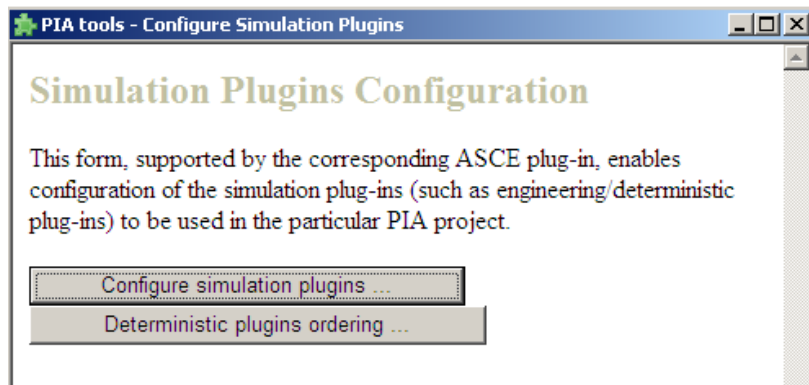 PIA tools - Configure Simulation Plugins
Simulation Plugins Configuration
This form, supported by the corresponding ASCE plug-in, enables
configuration of the simulation plug-ins (such as engineering/deterministic
plug-ins) to be used in the particular PIA project.
Configure simulation plugins ...
Deterministic plugins ordering ...